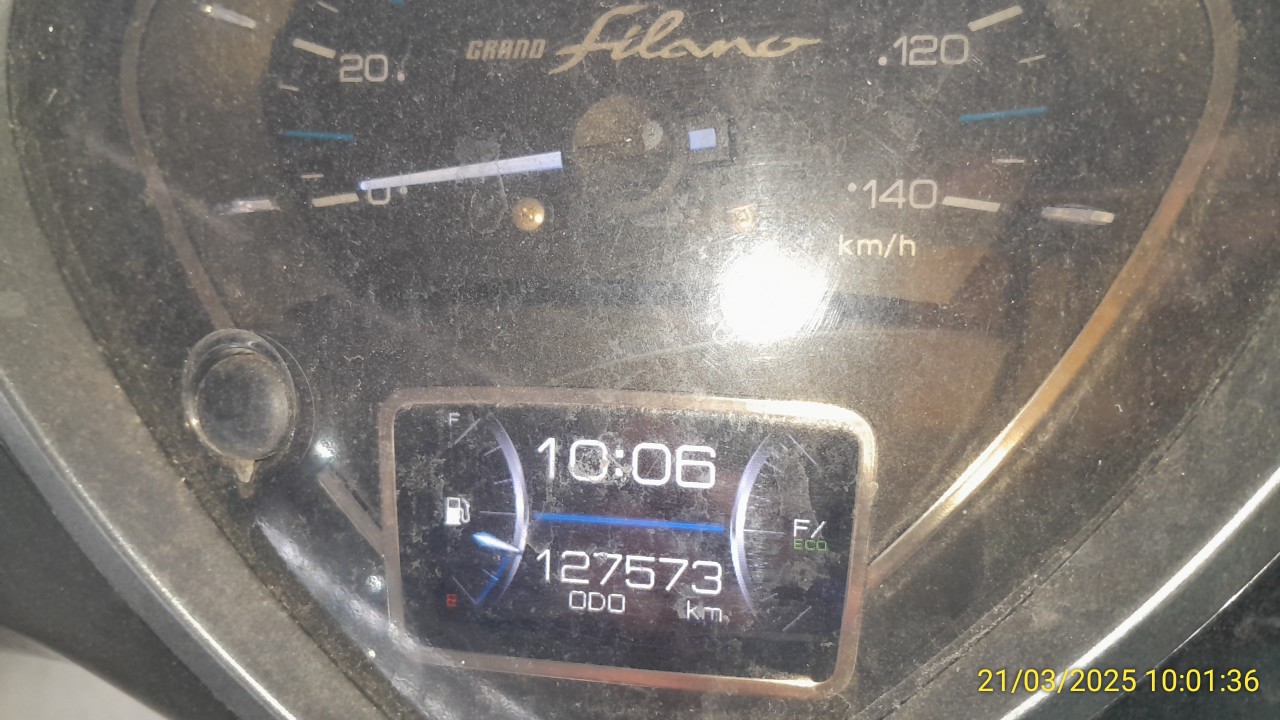 GRAND Filano
20
120
0
140
km/h
F
10:06
F/
ECO
127573
E
ODO km
21/03/2025 10:01:36